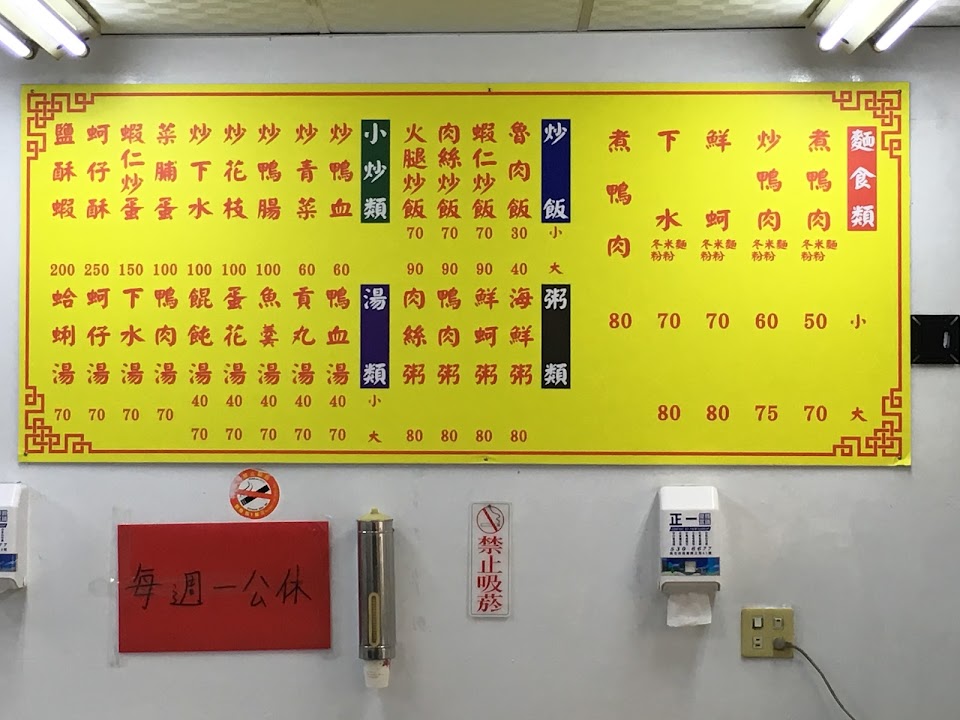 麵食類
煮鴨肉 冬粉 米粉 麵 小 50 大 70
炒鴨肉 冬粉 米粉 麵 60 75
鮮蚵 冬粉 米粉 麵 70 80
下水 冬粉 米粉 麵 70 80
煮鴨肉 80
炒飯
小 大
魯肉飯 30 40
蝦仁炒飯 70 90
肉絲炒飯 70 90
火腿炒飯 70 90
粥類
海鮮粥 80
鮮蚵粥 80
鴨肉粥 80
肉絲粥 80
小炒類
炒鴨血 60
炒青菜 60
炒鴨腸 100
炒花枝 100
炒下水 100
菜脯蛋 100
蝦仁炒蛋 150
蚵仔酥 250
鹽酥蝦 200
湯類
小 大
鴨血湯 40 70
貢丸湯 40 70
魚羹湯 40 70
蛋花湯 40 70
餛飩湯 40 70
鴨肉湯 70
下水湯 70
蚵仔湯 70
蛤蜊湯 70
每週一公休
禁止吸菸
正一